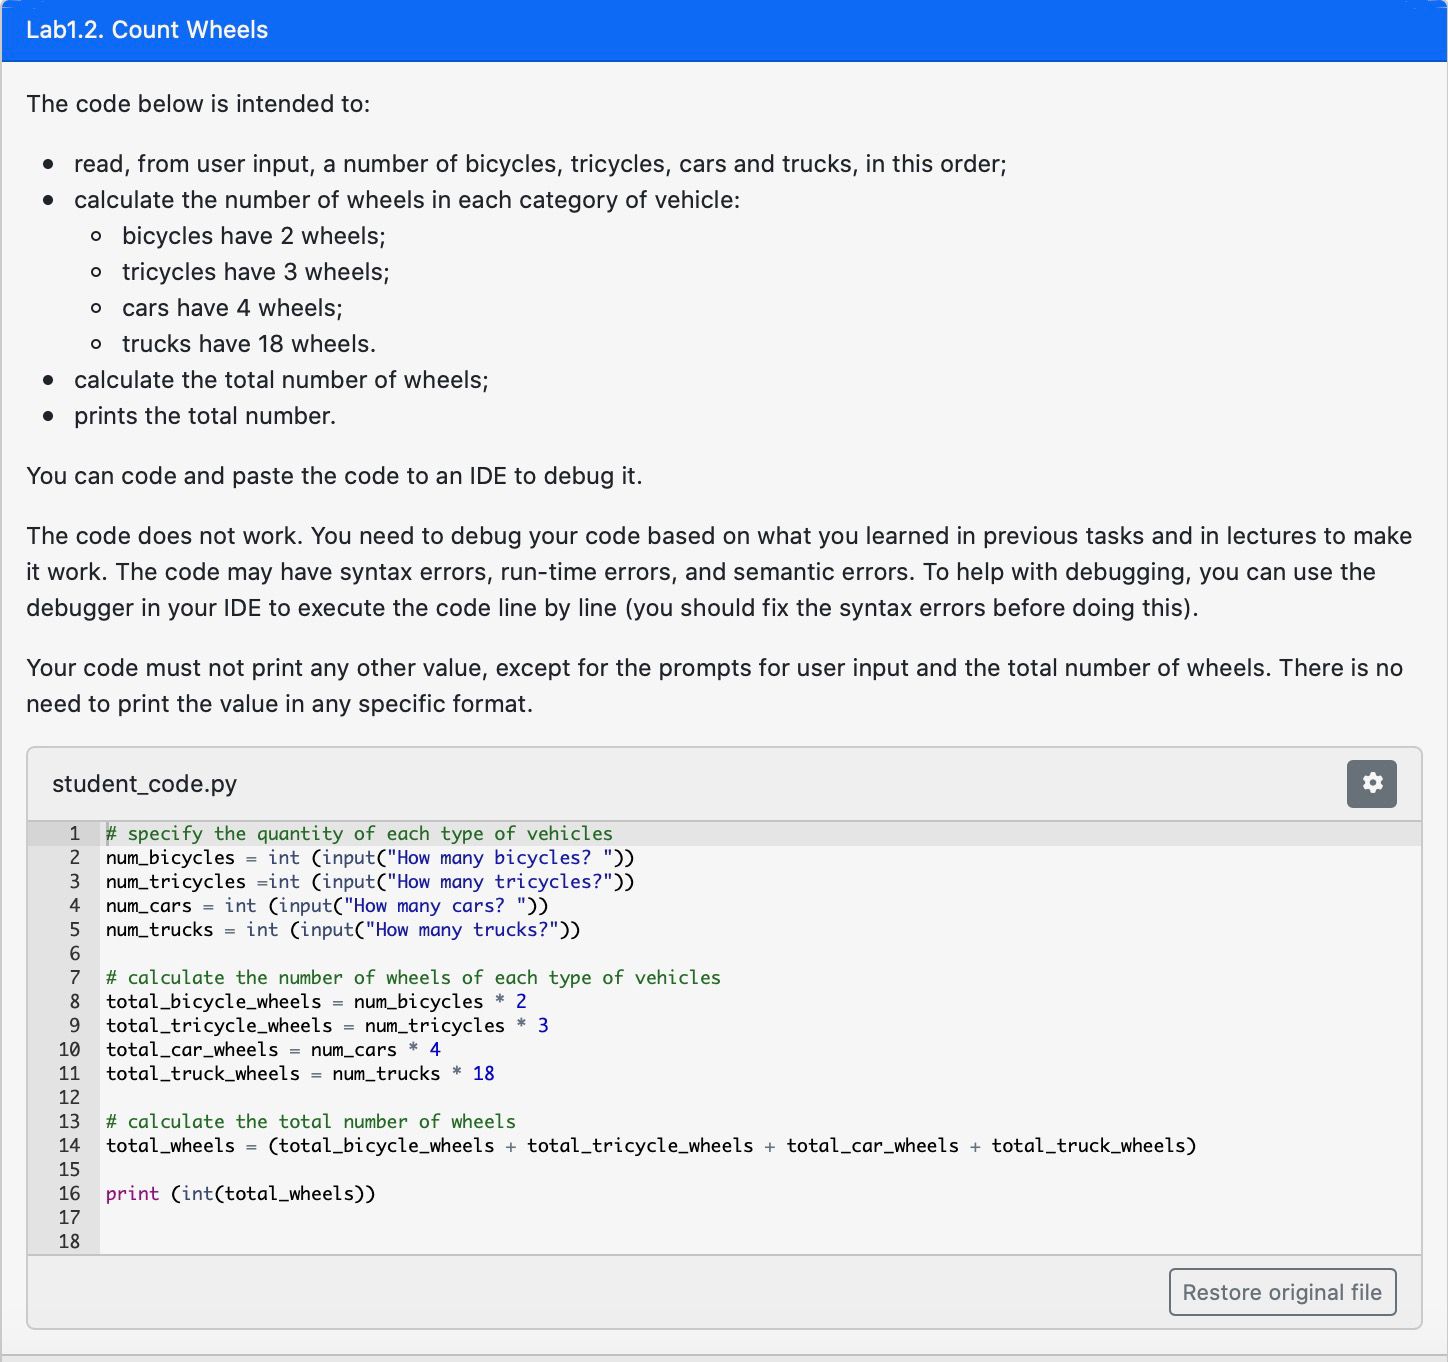 Lab1.2. Count Wheels
The code below is intended to:
• read, from user input, a number of bicycles, tricycles, cars and trucks, in this order;
• calculate the number of wheels in each category of vehicle:
◦ bicycles have 2 wheels;
◦ tricycles have 3 wheels;
◦ cars have 4 wheels;
◦ trucks have 18 wheels.
• calculate the total number of wheels;
• prints the total number.
You can code and paste the code to an IDE to debug it.
The code does not work. You need to debug your code based on what you learned in previous tasks and in lectures to make
it work. The code may have syntax errors, run-time errors, and semantic errors. To help with debugging, you can use the
debugger in your IDE to execute the code line by line (you should fix the syntax errors before doing this).
Your code must not print any other value, except for the prompts for user input and the total number of wheels. There is no
need to print the value in any specific format.
student_code.py
1 # specify the quantity of each type of vehicles
2 num_bicycles = int (input("How many bicycles? "))
3 num_tricycles =int (input("How many tricycles?"))
4 num_cars = int (input("How many cars? "))
5 num_trucks = int (input("How many trucks?"))
6
7 # calculate the number of wheels of each type of vehicles
8 total_bicycle_wheels = num_bicycles * 2
9 total_tricycle_wheels = num_tricycles * 3
10 total_car_wheels = num_cars * 4
11 total_truck_wheels = num_trucks * 18
12
13 # calculate the total number of wheels
14 total_wheels = (total_bicycle_wheels + total_tricycle_wheels + total_car_wheels + total_truck_wheels)
15
16 print (int(total_wheels))
17
18
Restore original file